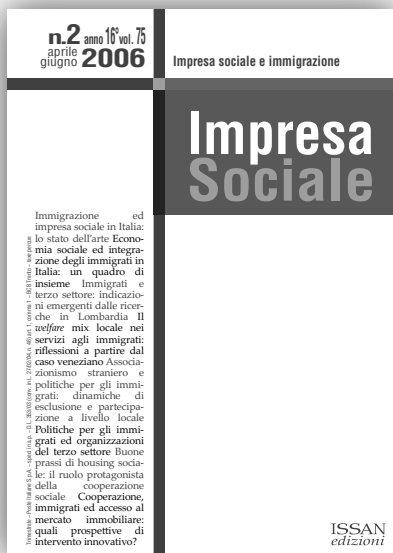 n.2 anno 16° vol. 75
aprile
giugno 2006
Impresa sociale e immigrazione
Impresa
Sociale
Immigrazione ed
impresa sociale in Italia:
lo stato dell'arte Econo-
mia sociale ed integra-
zione degli immigrati in
Italia: un quadro di
insieme Immigrati e
terzo settore: indicazio-
ni emergenti dalle ricer-
che in Lombardia Il
welfare mix locale nei
servizi agli immigrati:
riflessioni a partire dal
caso veneziano Associa-
zionismo straniero e
politiche per gli immi-
grati: dinamiche di
esclusione e partecipa-
zione a livello locale
Politiche per gli immi-
grati ed organizzazioni
del terzo settore Buone
prassi di housing socia-
le: il ruolo protagonista
della cooperazione
sociale Cooperazione,
immigrati ed accesso al
mercato immobiliare:
quali prospettive di
intervento innovativo?
ISSAN
edizioni